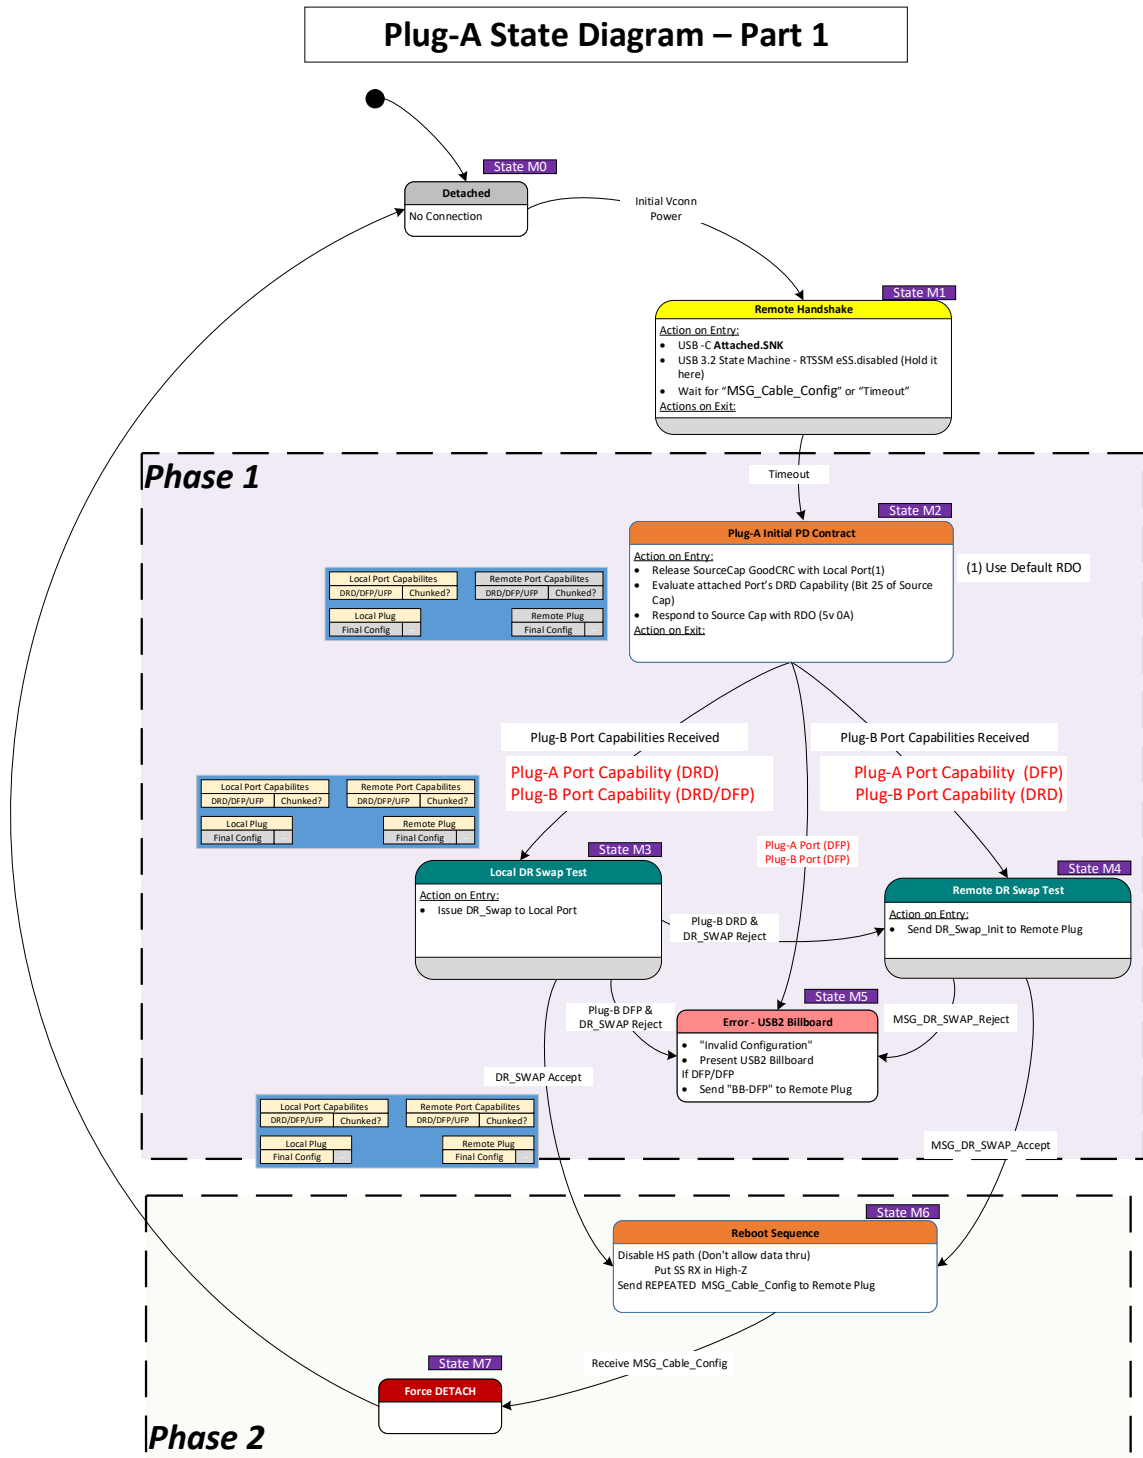 Plug-A State Diagram – Part 1
State M0
Detached
No Connection
Initial Vconn
Power
State M1
Remote Handshake
Action on Entry:
• USB -C Attached.SNK
• USB 3.2 State Machine - RTSSM eSS.disabled (Hold it
here)
• Wait for “MSG_Cable_Config” or “Timeout”
Actions on Exit:
Phase 1
Timeout
State M2
Plug-A Initial PD Contract
Action on Entry:
• Release SourceCap GoodCRC with Local Port(1)
• Evaluate attached Port’s DRD Capability (Bit 25 of Source
Cap)
• Respond to Source Cap with RDO (5v 0A)
Action on Exit:
(1) Use Default RDO
Local Port Capabilites
DRD/DFP/UFP Chunked?
Remote Port Capabilites
DRD/DFP/UFP Chunked?
Local Plug
Final Config
Remote Plug
Final Config
Plug-B Port Capabilities Received
Plug-A Port Capability (DRD)
Plug-B Port Capability (DRD/DFP)
Plug-B Port Capabilities Received
Plug-A Port Capability (DFP)
Plug-B Port Capability (DRD)
Local Port Capabilites
DRD/DFP/UFP Chunked?
Remote Port Capabilites
DRD/DFP/UFP Chunked?
Local Plug
Final Config
Remote Plug
Final Config
Plug-A Port (DFP)
Plug-B Port (DFP)
State M3
Local DR Swap Test
Action on Entry:
• Issue DR_Swap to Local Port
State M4
Remote DR Swap Test
Action on Entry:
• Send DR_Swap_Init to Remote Plug
Plug-B DRD &
DR_SWAP Reject
State M5
Error - USB2 Billboard
• "Invalid Configuration"
• Present USB2 Billboard
If DFP/DFP
• Send "BB-DFP" to Remote Plug
Plug-B DFP &
DR_SWAP Reject
MSG_DR_SWAP_Reject
DR_SWAP Accept
Local Port Capabilites
DRD/DFP/UFP Chunked?
Remote Port Capabilites
DRD/DFP/UFP Chunked?
Local Plug
Final Config
Remote Plug
Final Config
MSG_DR_SWAP_Accept
State M6
Reboot Sequence
Disable HS path (Don't allow data thru)
Put SS RX in High-Z
Send REPEATED MSG_Cable_Config to Remote Plug
Receive MSG_Cable_Config
State M7
Force DETACH
Phase 2